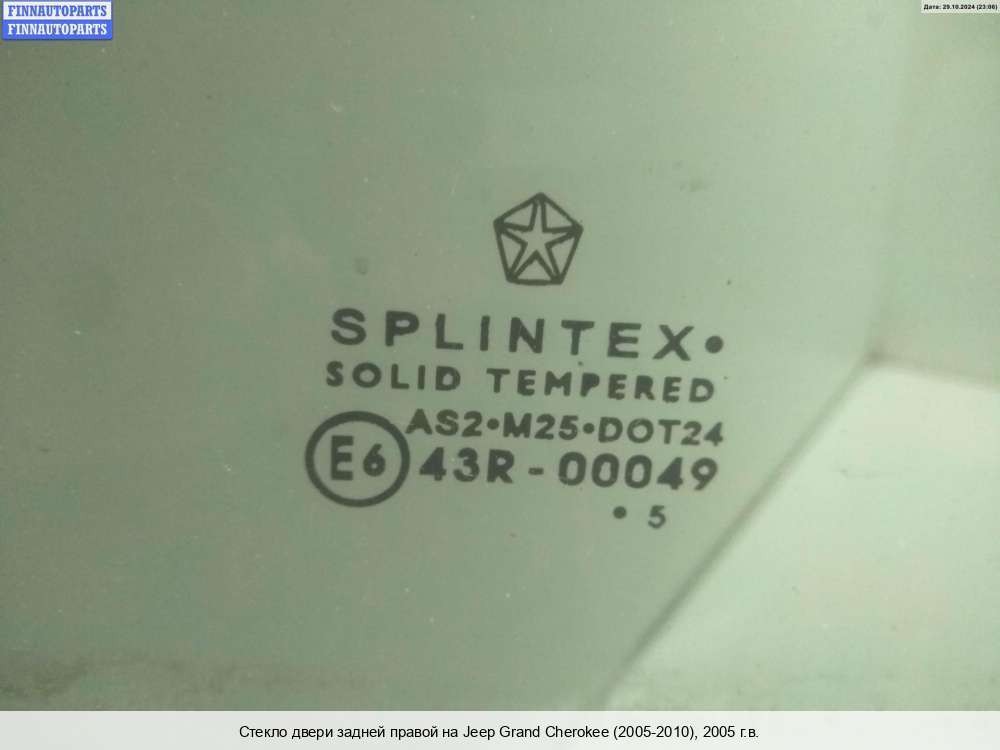 FINNAUTOPARTS
FINNAUTOPARTS
Дата: 29.10.2024 (23:06)
SPLINTEX•
SOLID TEMPERED
AS2•M25•DOT24
E6 43R-00049
• 5
Стекло двери задней правой на Jeep Grand Cherokee (2005-2010), 2005 г.в.